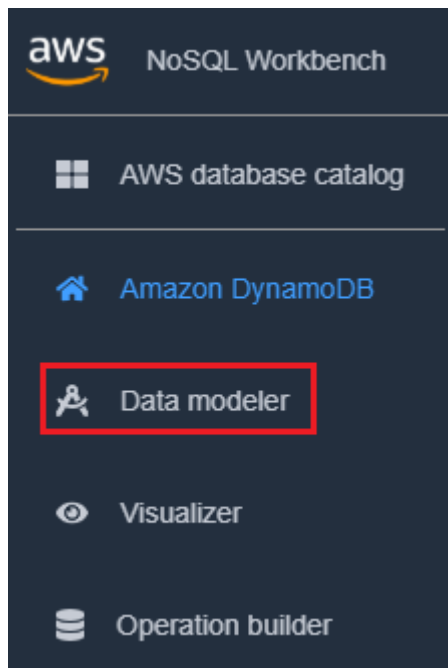 aws NoSQL Workbench
AWS database catalog
Amazon DynamoDB
Data modeler
Visualizer
Operation builder